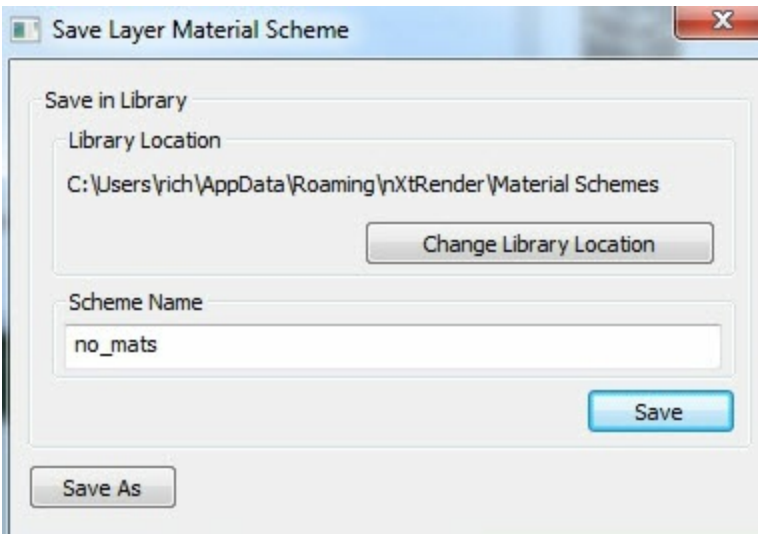 Save Layer Material Scheme
Save in Library
Library Location
C:\Users\rich\AppData\Roaming\nXtRender\Material Schemes
Change Library Location
Scheme Name
no_mats
Save
Save As